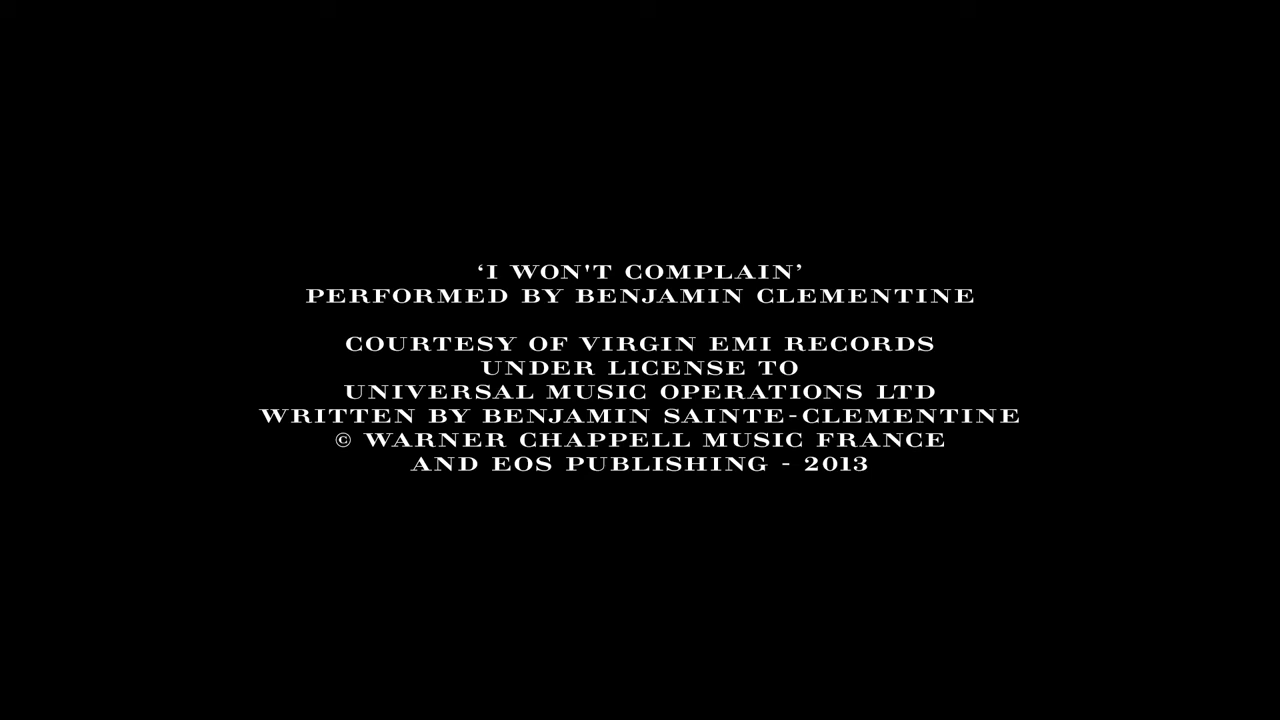 ‘I WON'T COMPLAIN’
PERFORMED BY BENJAMIN CLEMENTINE
COURTESY OF VIRGIN EMI RECORDS
UNDER LICENSE TO
UNIVERSAL MUSIC OPERATIONS LTD
WRITTEN BY BENJAMIN SAINTE-CLEMENTINE
© WARNER CHAPPELL MUSIC FRANCE
AND EOS PUBLISHING - 2013